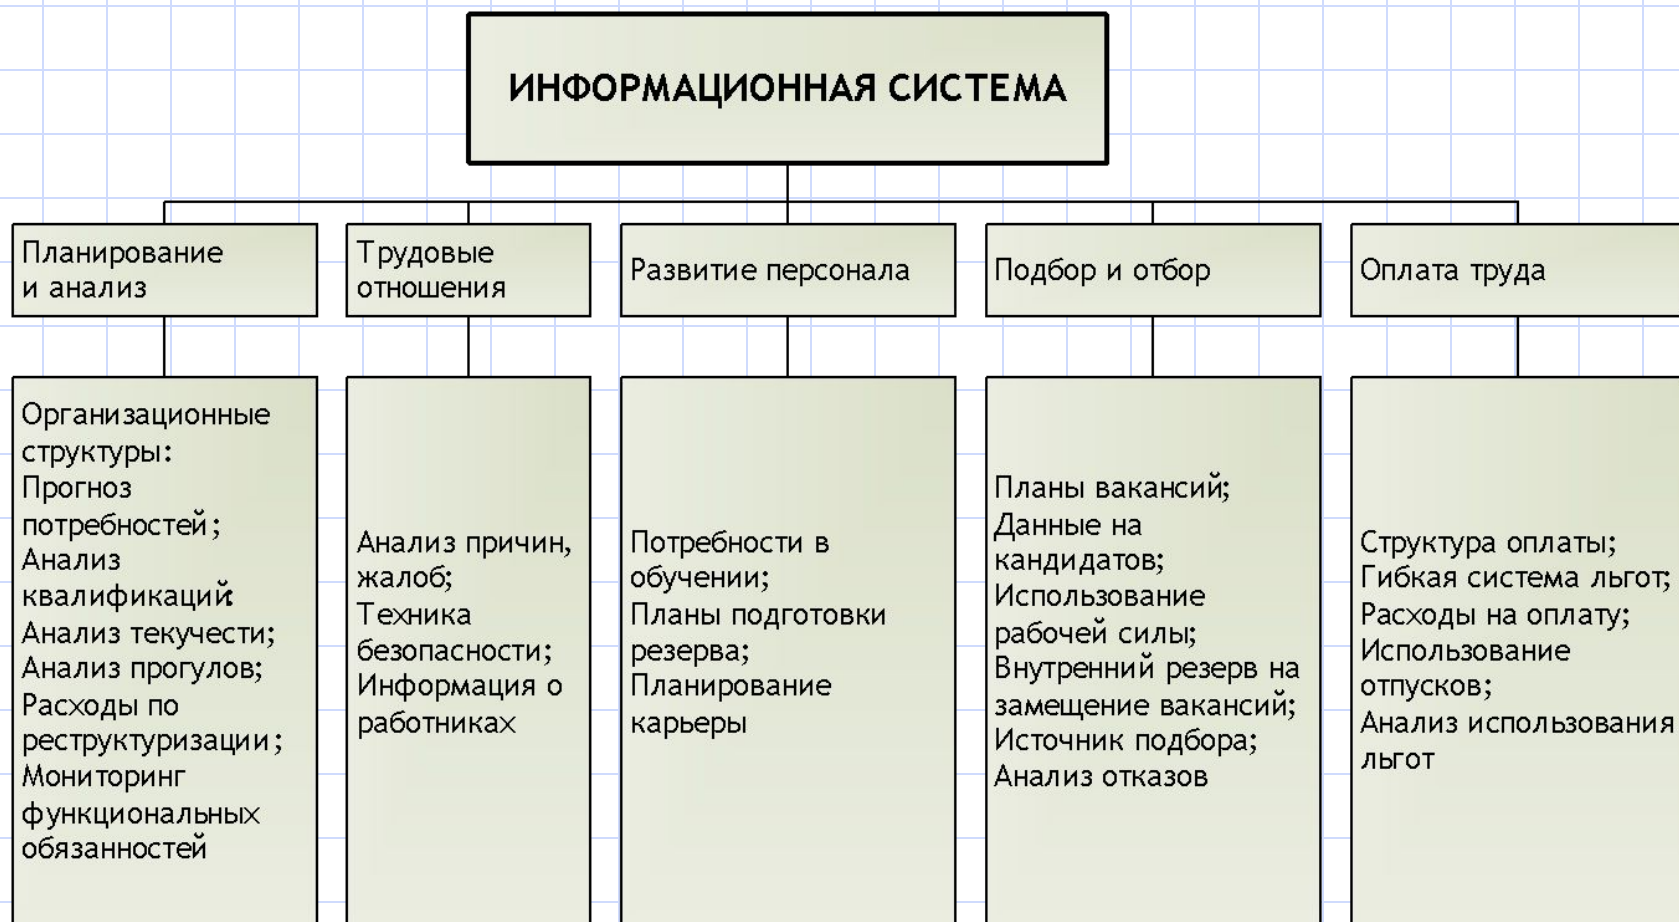 ИНФОРМАЦИОННАЯ СИСТЕМА
Планирование
и анализ
Трудовые
отношения
Развитие персонала
Подбор и отбор
Оплата труда
Организационные
структуры:
Прогноз
потребностей;
Анализ
квалификаций:
Анализ текучести;
Анализ прогулов;
Расходы по
реструктуризации;
Мониторинг
функциональных
обязанностей
Анализ причин,
жалоб;
Техника
безопасности;
Информация о
работниках
Потребности в
обучении;
Планы подготовки
резерва;
Планирование
карьеры
Планы вакансий;
Данные на
кандидатов;
Использование
рабочей силы;
Внутренний резерв на
замещение вакансий;
Источник подбора;
Анализ отказов
Структура оплаты;
Гибкая система льгот;
Расходы на оплату;
Использование
отпусков;
Анализ использования
льгот